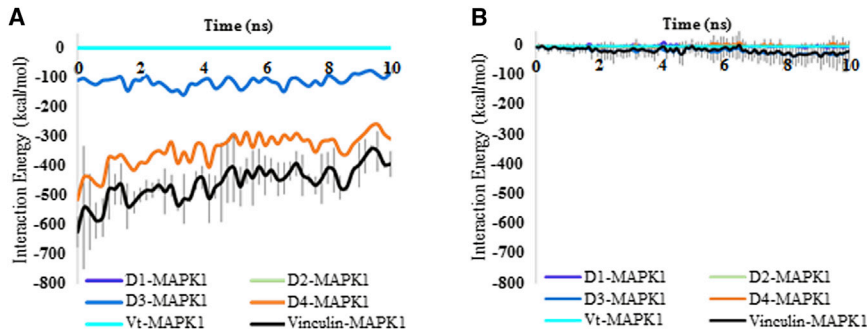 A
Time (ns)
0
0 2 4 6 8 10
-100
-200
-300
-400
-500
-600
-700
-800
Interaction Energy (kcal/mol)
D1-MAPK1 D2-MAPK1
D3-MAPK1 D4-MAPK1
Vt-MAPK1 Vinculin-MAPK1
B
Time (ns)
0
0 2 4 6 8 10
-100
-200
-300
-400
-500
-600
-700
-800
Interaction Energy (kcal/mol)
D1-MAPK1 D2-MAPK1
D3-MAPK1 D4-MAPK1
Vt-MAPK1 Vinculin-MAPK1